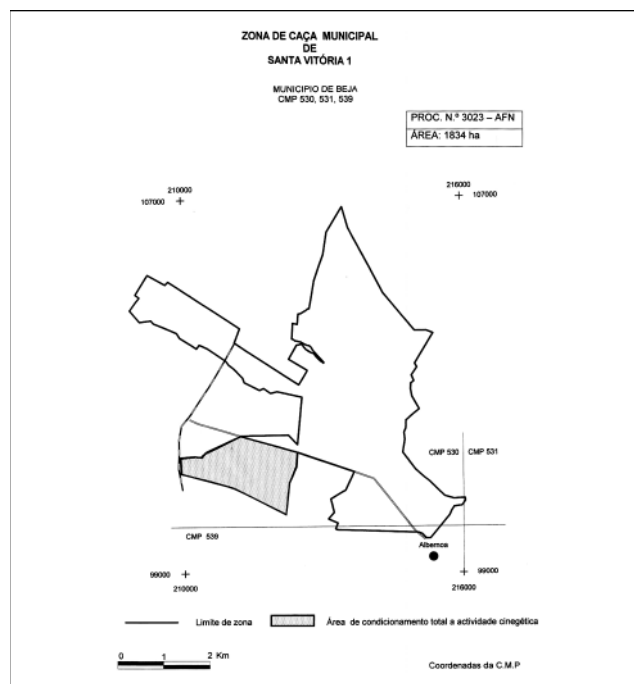 ZONA DE CAÇA MUNICIPAL
DE
SANTA VITÓRIA 1
MUNICIPIO DE BEJA
CMP 530, 531, 539
PROC. N.º 3023 – AFN
ÁREA: 1834 ha
210000
107000
216000
107000
CMP 530
CMP 531
CMP 539
Albernoa
99000
210000
99000
216000
Limite de zona
Área de condicionamento total a actividade cinegética
0 1 2 Km
Coordenadas da C.M.P